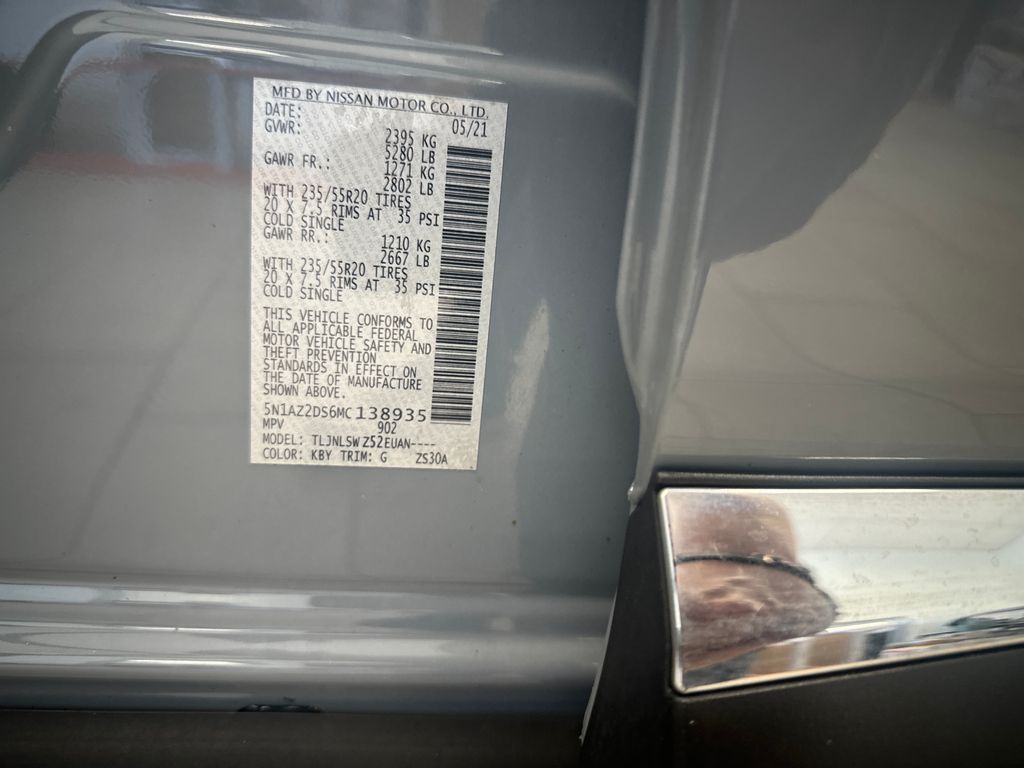 MFD BY NISSAN MOTOR CO., LTD.
DATE: 05/21
GVWR: 2395 KG
5280 LB
GAWR FR.: 1271 KG
2802 LB
WITH 235/55R20 TIRES
20 X 7.5 RIMS AT 35 PSI
COLD SINGLE
GAWR RR.: 1210 KG
2667 LB
WITH 235/55R20 TIRES
20 X 7.5 RIMS AT 35 PSI
COLD SINGLE
THIS VEHICLE CONFORMS TO
ALL APPLICABLE FEDERAL
MOTOR VEHICLE SAFETY AND
THEFT PREVENTION
STANDARDS IN EFFECT ON
THE DATE OF MANUFACTURE
SHOWN ABOVE.
5N1AZ2DS6MC138935
MPV 902
MODEL: TLJNLSWZ52EUAN----
COLOR: KBY TRIM: G ZS30A